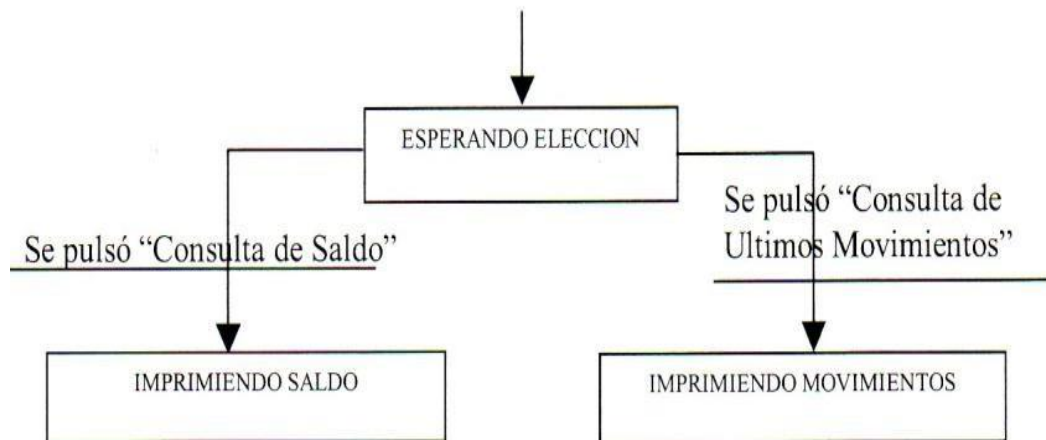 ESPERANDO ELECCION
Se pulsó “Consulta de Saldo”
Se pulsó “Consulta de
Ultimos Movimientos”
IMPRIMIENDO SALDO
IMPRIMIENDO MOVIMIENTOS